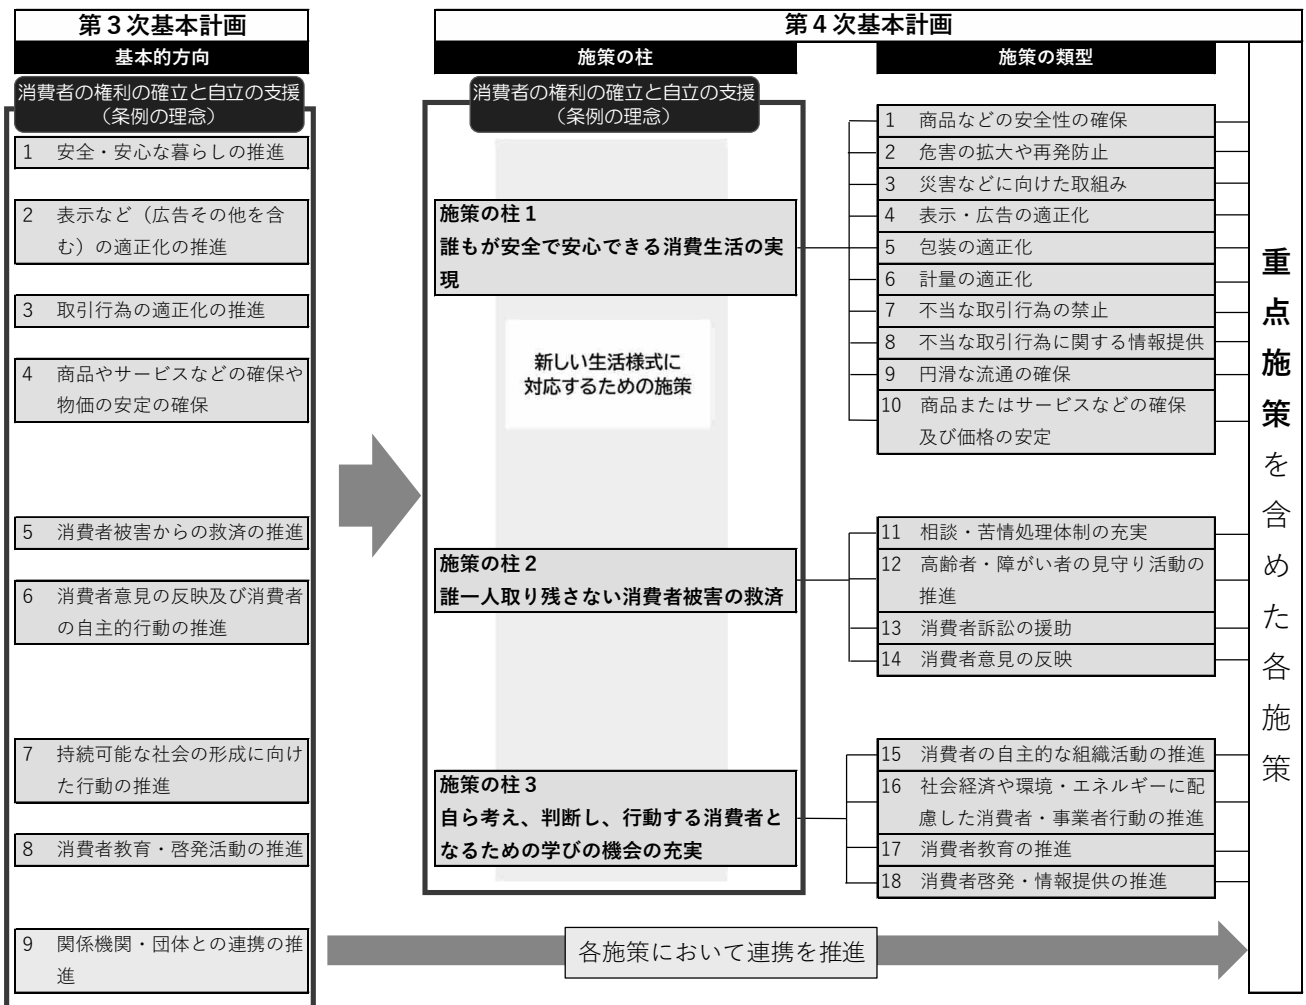 第３次基本計画
基本的方向
消費者の権利の確立と自立の支援
（条例の理念）
1 安全・安心な暮らしの推進
2 表示など（広告その他を含
む）の適正化の推進
3 取引行為の適正化の推進
4 商品やサービスなどの確保や
物価の安定の確保
5 消費者被害からの救済の推進
6 消費者意見の反映及び消費者
の自主的行動の推進
7 持続可能な社会の形成に向け
た行動の推進
8 消費者教育・啓発活動の推進
9 関係機関・団体との連携の推
進
第４次基本計画
施策の柱
消費者の権利の確立と自立の支援
（条例の理念）
施策の柱１
誰もが安全で安心できる消費生活の実
現
新しい生活様式に
対応するための施策
施策の柱２
誰一人取り残さない消費者被害の救済
施策の柱３
自ら考え、判断し、行動する消費者と
なるための学びの機会の充実
施策の類型
1 商品などの安全性の確保
2 危害の拡大や再発防止
3 災害などに向けた取組み
4 表示・広告の適正化
5 包装の適正化
6 計量の適正化
7 不当な取引行為の禁止
8 不当な取引行為に関する情報提供
9 円滑な流通の確保
10 商品またはサービスなどの確保
及び価格の安定
11 相談・苦情処理体制の充実
12 高齢者・障がい者の見守り活動の
推進
13 消費者訴訟の援助
14 消費者意見の反映
15 消費者の自主的な組織活動の推進
16 社会経済や環境・エネルギーに配
慮した消費者・事業者行動の推進
17 消費者教育の推進
18 消費者啓発・情報提供の推進
重点施策を含めた各施策
各施策において連携を推進